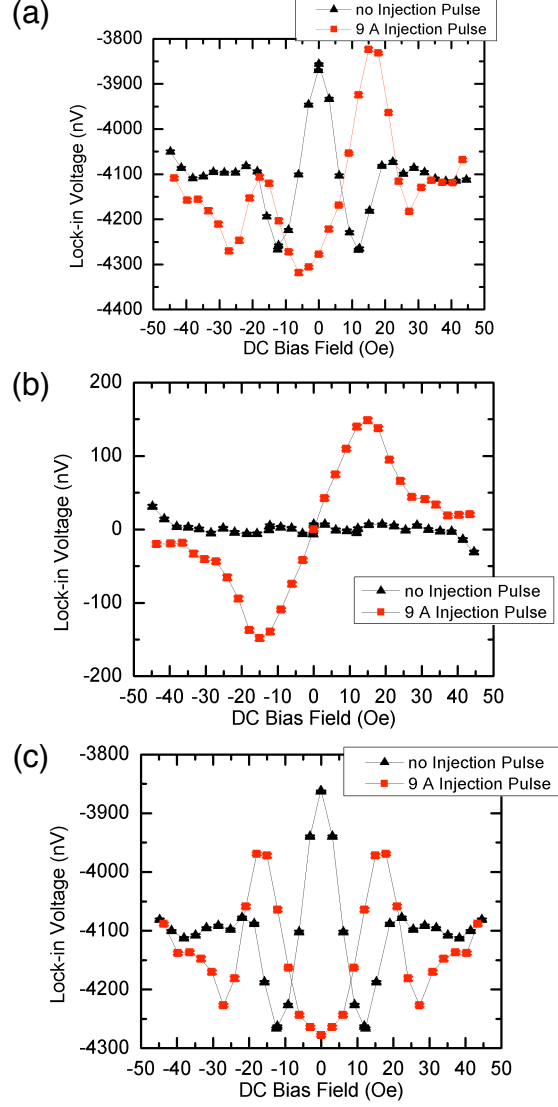 (a)
no Injection Pulse
9 A Injection Pulse
-3800
-3900
-4000
-4100
-4200
-4300
-4400
Lock-in Voltage (nV)
-50 -40 -30 -20 -10 0 10 20 30 40 50
DC Bias Field (Oe)
(b)
200
100
0
-100
-200
Lock-in Voltage (nV)
no Injection Pulse
9 A Injection Pulse
-50 -40 -30 -20 -10 0 10 20 30 40 50
DC Bias Field (Oe)
(c)
no Injection Pulse
9 A Injection Pulse
-3800
-3900
-4000
-4100
-4200
-4300
Lock-in Voltage (nV)
-50 -40 -30 -20 -10 0 10 20 30 40 50
DC Bias Field (Oe)